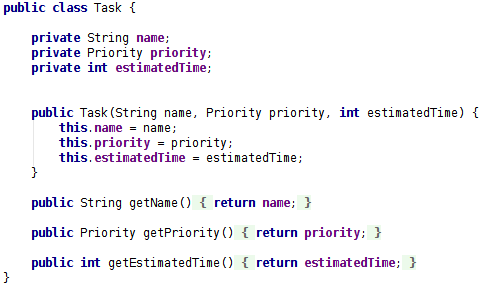 public class Task {
private String name;
private Priority priority;
private int estimatedTime;
public Task(String name, Priority priority, int estimatedTime) {
this.name = name;
this.priority = priority;
this.estimatedTime = estimatedTime;
}
public String getName() { return name; }
public Priority getPriority() { return priority; }
public int getEstimatedTime() { return estimatedTime; }
}